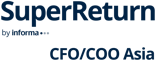 SuperReturn
by informa
CFO/COO Asia